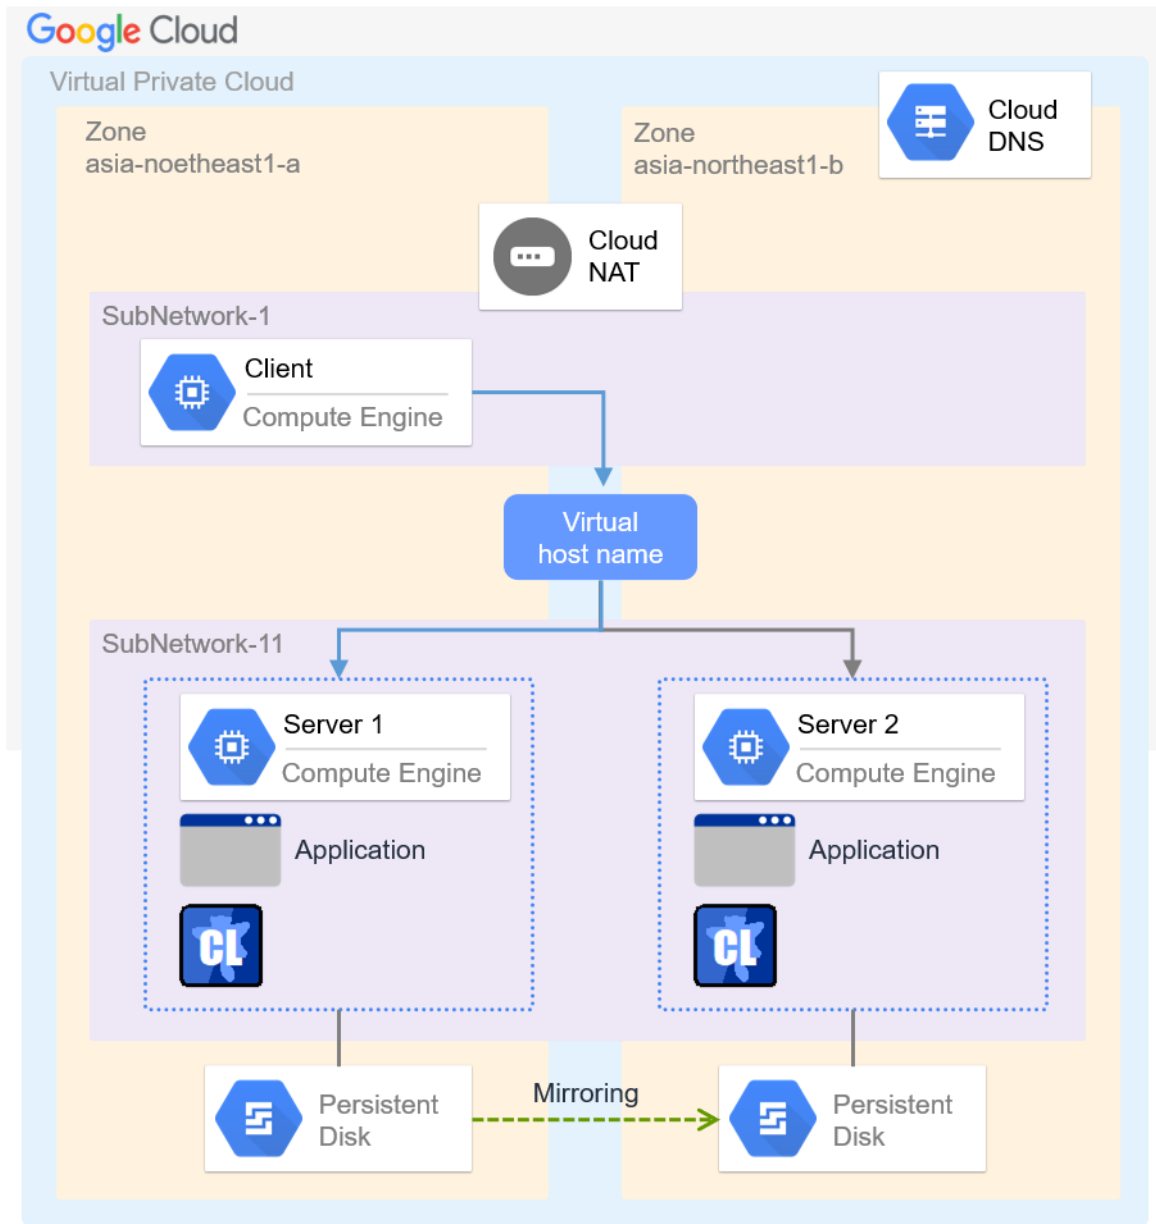 Google Cloud
Virtual Private Cloud
Zone
asia-noetheast1-a
Zone
asia-northeast1-b
Cloud
DNS
Cloud
NAT
SubNetwork-1
Client
Compute Engine
Virtual
host name
SubNetwork-11
Server 1
Compute Engine
Application
CL
Server 2
Compute Engine
Application
CL
Persistent
Disk
Mirroring
Persistent
Disk